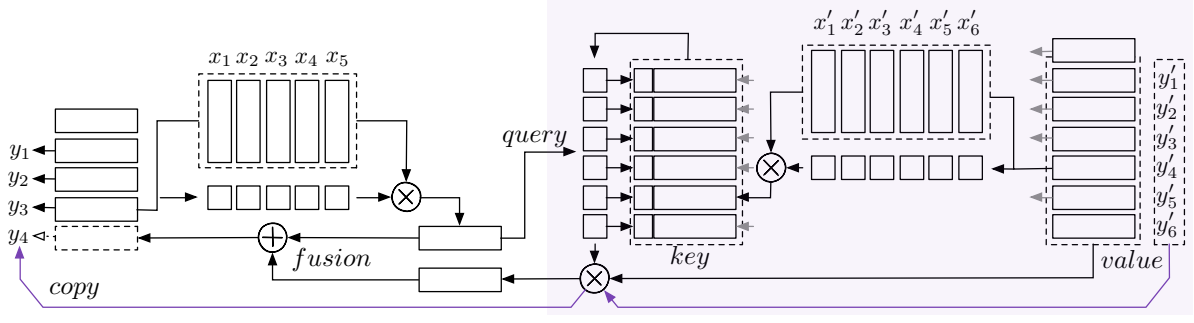 x₁ x₂ x₃ x₄ x₅
x′₁ x′₂ x′₃ x′₄ x′₅ x′₆
y₁
y₂
y₃
y₄
query
fusion
copy
key
value
y′₁
y′₂
y′₃
y′₄
y′₅
y′₆